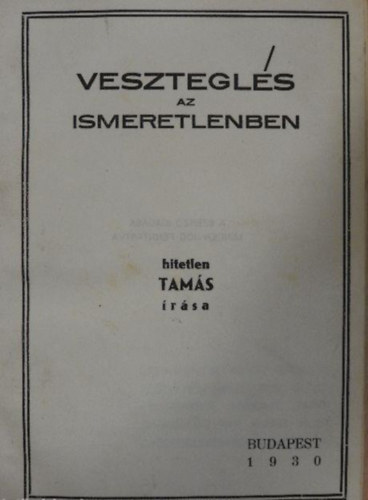 VESZTEGLÉS
AZ
ISMERETLENBEN
hitetlen
TAMÁS
írása
BUDAPEST
1930